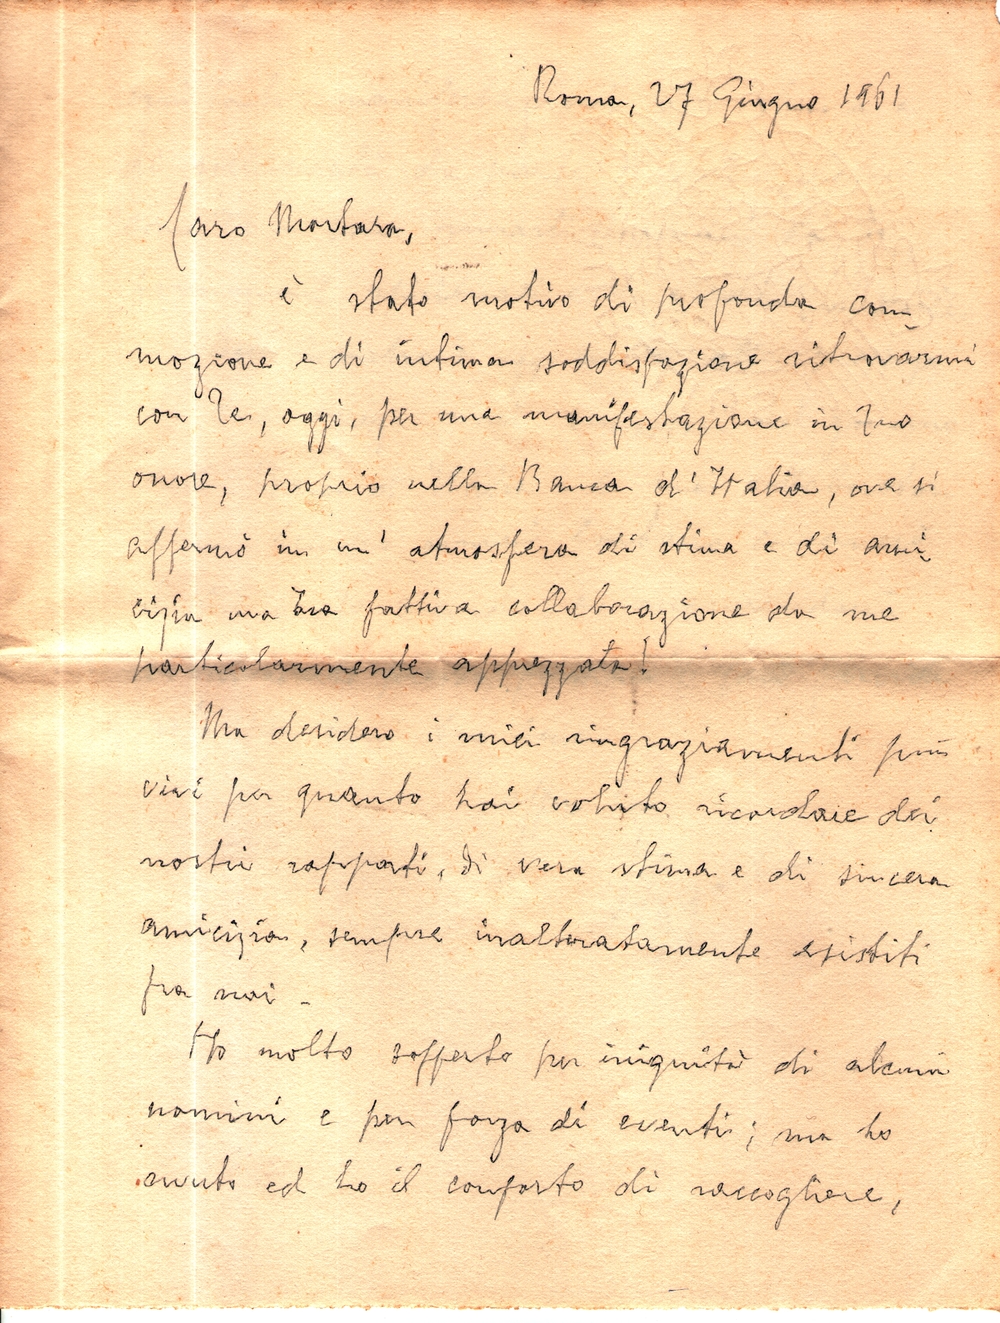 Roma, 27 Giugno 1961
Caro Mortara,
è stato motivo di profonda com-
mozione e di intima soddisfazione ritrovarmi
con Te, oggi, per una manifestazione in Tuo
onore, proprio nella Banca d'Italia, ove si
affermò in un' atmosfera di stima e di ami-
cizia una Tua fattiva collaborazione da me
particolarmente apprezzata!
Ma desidero i miei ringraziamenti più
vivi per quanto hai voluto ricordare dei
nostri rapporti, di vera stima e di sincera
amicizia, sempre inalteratamente esistiti
fra noi -
Ho molto sofferto per iniquità di alcuni
uomini e per forza di eventi; ma ho
avuto ed ho il conforto di raccogliere,